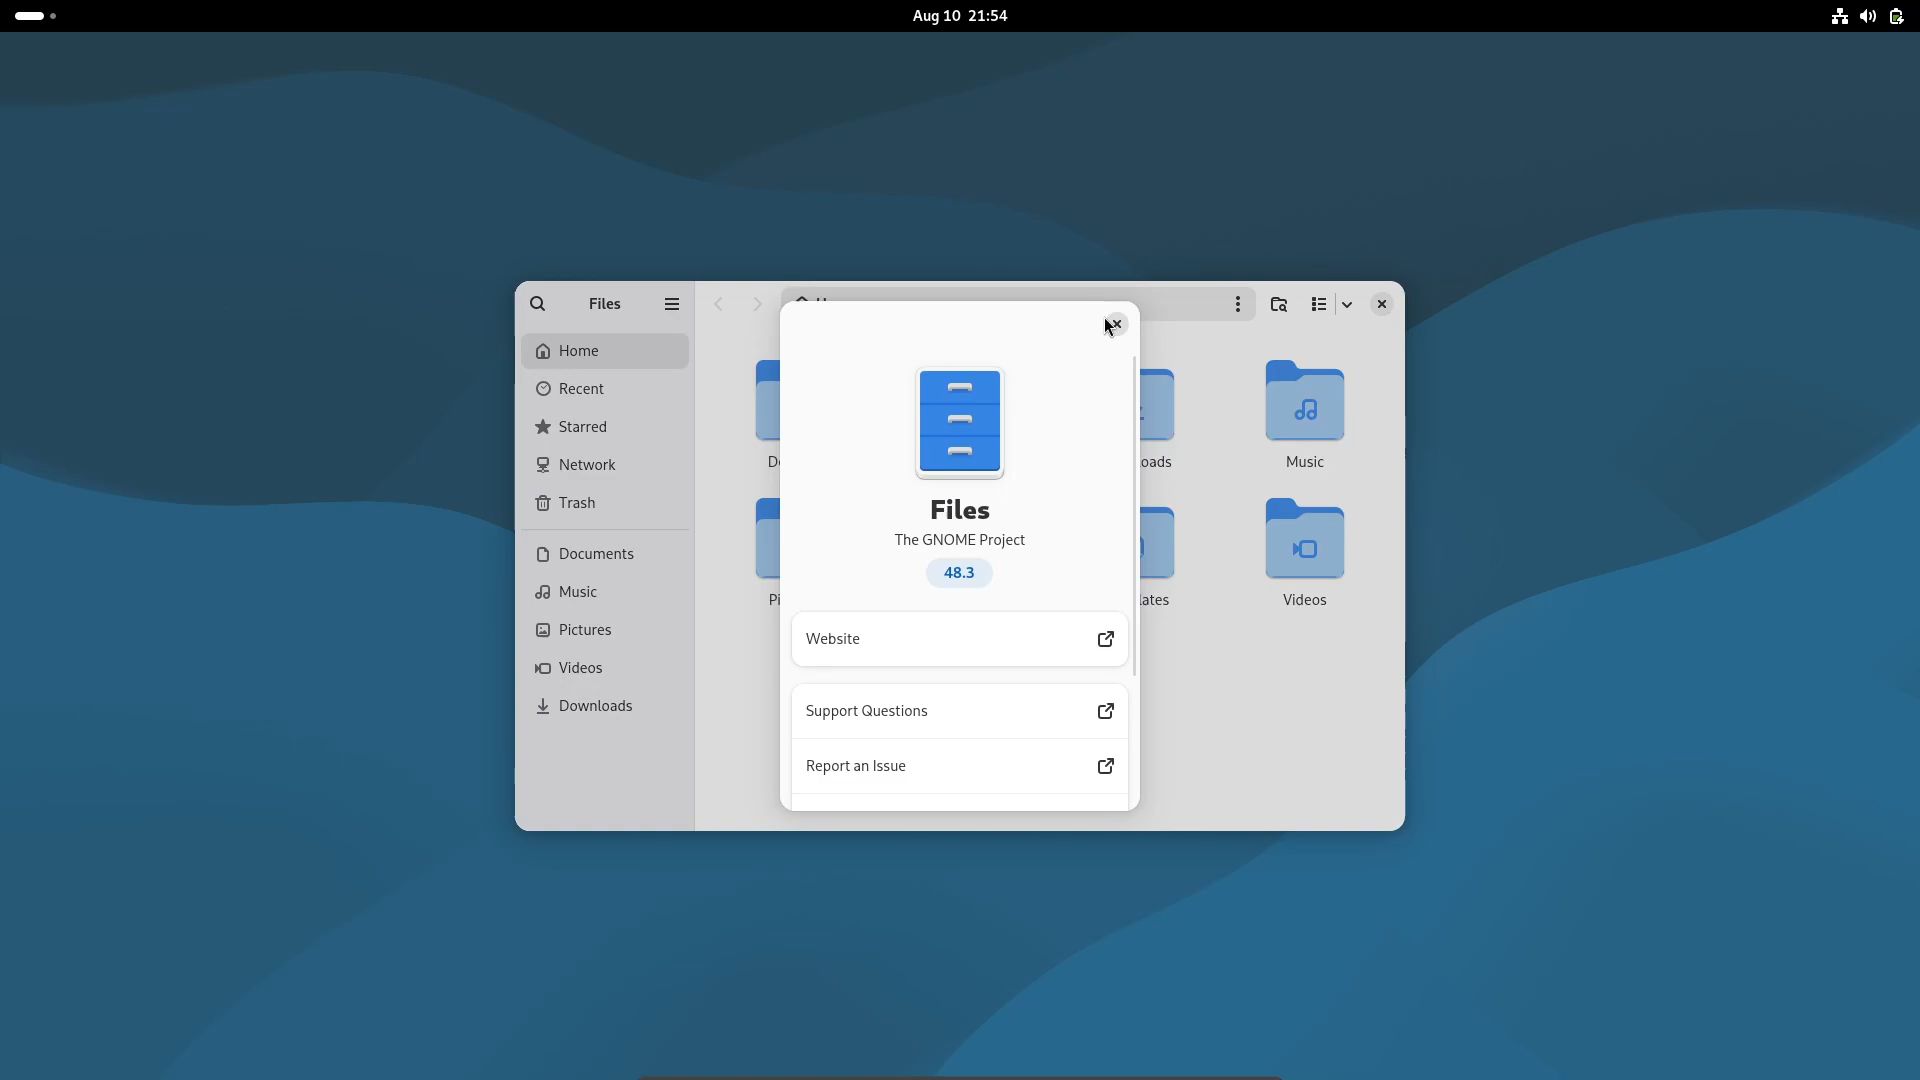 Aug 10 21:54
Files
Home
Recent
Starred
Network
Trash
Documents
Music
Pictures
Videos
Downloads
Files
The GNOME Project
48.3
Website
Support Questions
Report an Issue
oads
Music
lates
Videos